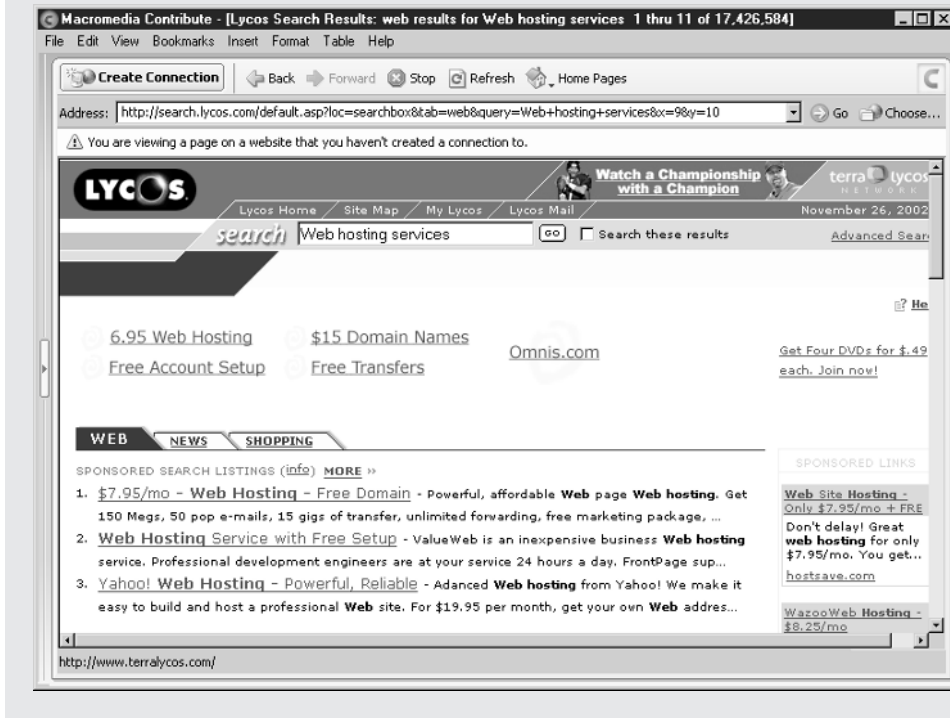 Macromedia Contribute - [Lycos Search Results: web results for Web hosting services 1 thru 11 of 17,426,584]
File Edit View Bookmarks Insert Format Table Help
Create Connection Back Forward Stop Refresh Home Pages
Address: http://search.lycos.com/default.asp?loc=searchbox&tab=web&query=Web+hosting+services&x=9&y=10 Go Choose...
You are viewing a page on a website that you haven't created a connection to.
LYCOS
Watch a Championship
with a Champion
terra lycos
NETWORK
Lycos Home / Site Map / My Lycos / Lycos Mail / November 26, 2002
search Web hosting services GO Search these results Advanced Sear
? He
6.95 Web Hosting $15 Domain Names
Free Account Setup Free Transfers
Omnis.com
Get Four DVDs for $.49
each. Join now!
WEB NEWS SHOPPING
SPONSORED SEARCH LISTINGS (info) MORE »
1. $7.95/mo - Web Hosting - Free Domain - Powerful, affordable Web page Web hosting. Get
150 Megs, 50 pop e-mails, 15 gigs of transfer, unlimited forwarding, free marketing package, ...
2. Web Hosting Service with Free Setup - ValueWeb is an inexpensive business Web hosting
service. Professional development engineers are at your service 24 hours a day. FrontPage sup...
3. Yahoo! Web Hosting - Powerful, Reliable - Adanced Web hosting from Yahoo! We make it
easy to build and host a professional Web site. For $19.95 per month, get your own Web addres...
SPONSORED LINKS
Web Site Hosting -
Only $7.95/mo + FRE
Don't delay! Great
web hosting for only
$7.95/mo. You get...
hostsave.com
WazooWeb Hosting -
$8.25/mo
http://www.terralycos.com/